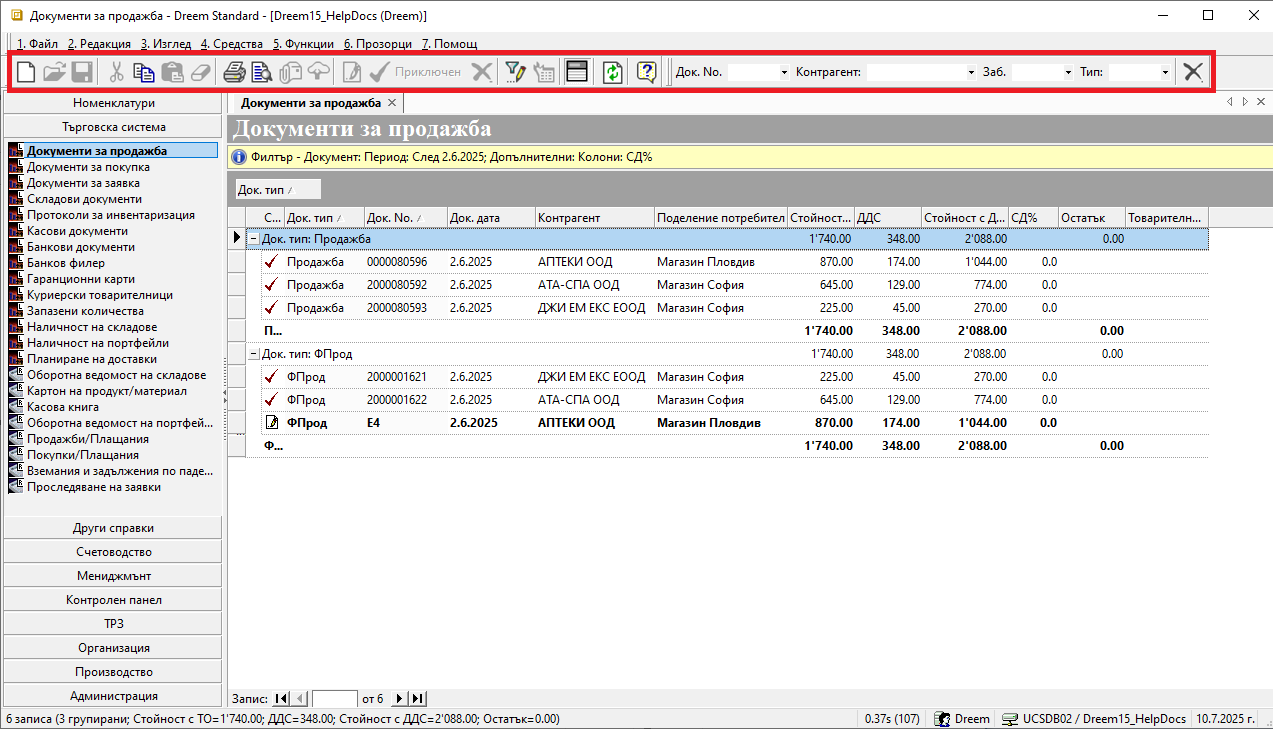 Документи за продажба - Dreem Standard - [Dreem15_HelpDocs (Dreem)]
1. Файл 2. Редакция 3. Изглед 4. Средства 5. Функции 6. Прозорци 7. Помощ
Приключен Док. No. Контрагент: Заб. Тип:
Номенклатури
Търговска система
Документи за продажба
Документи за покупка
Документи за заявка
Складови документи
Протоколи за инвентаризация
Касови документи
Банкови документи
Банков филер
Гаранционни карти
Куриерски товарителници
Запазени количества
Наличност на складове
Наличност на портфейли
Планиране на доставки
Оборотна ведомост на складове
Картон на продукт/материал
Касова книга
Оборотна ведомост на портфей...
Продажби/Плащания
Покупки/Плащания
Вземания и задължения по паде...
Проследяване на заявки
Други справки
Счетоводство
Мениджмънт
Контролен панел
ТРЗ
Организация
Производство
Администрация
Документи за продажба
Документи за продажба
Филтър - Документ: Период: След 2.6.2025; Допълнителни: Колони: СД%
Док. тип
С... Док. тип Док. No. Док. дата Контрагент Поделение потребител Стойност... ДДС Стойност с Д... СД% Остатък Товарителн...
Док. тип: Продажба 1'740.00 348.00 2'088.00 0.00
Продажба 0000080596 2.6.2025 АПТЕКИ ООД Магазин Пловдив 870.00 174.00 1'044.00 0.0
Продажба 0000080592 2.6.2025 АТА-СПА ООД Магазин София 645.00 129.00 774.00 0.0
Продажба 0000080593 2.6.2025 ДЖИ ЕМ ЕКС ЕООД Магазин София 225.00 45.00 270.00 0.0
П... 1'740.00 348.00 2'088.00 0.00
Док. тип: ФПрод 1'740.00 348.00 2'088.00 0.00
ФПрод 2000001621 2.6.2025 ДЖИ ЕМ ЕКС ЕООД Магазин София 225.00 45.00 270.00 0.0
ФПрод 2000001622 2.6.2025 АТА-СПА ООД Магазин София 645.00 129.00 774.00 0.0
ФПрод E4 2.6.2025 АПТЕКИ ООД Магазин Пловдив 870.00 174.00 1'044.00 0.0
Ф... 1'740.00 348.00 2'088.00 0.00
Запис: от 6
6 записа (3 групирани; Стойност с ТО=1'740.00; ДДС=348.00; Стойност с ДДС=2'088.00; Остатък=0.00) 0.37s (107) Dreem UCSDB02 / Dreem15_HelpDocs 10.7.2025 г.